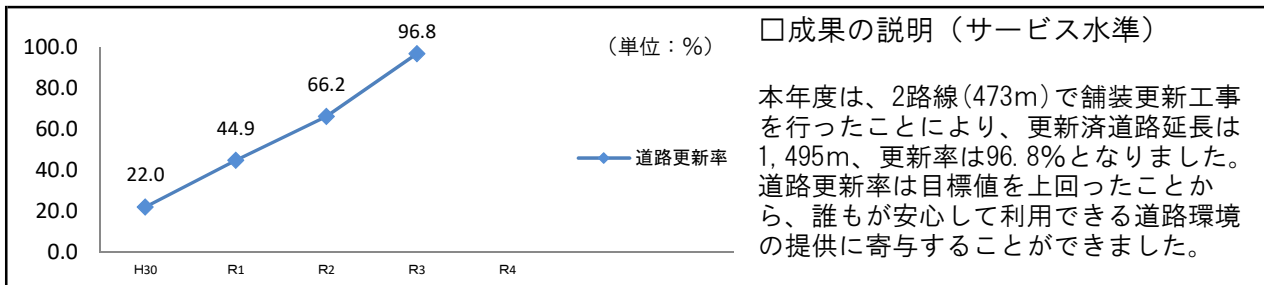 100.0
80.0
60.0
40.0
20.0
0.0
22.0
44.9
66.2
96.8
H30
R1
R2
R3
R4
(単位：%)
道路更新率
□成果の説明（サービス水準）
本年度は、2路線(473m)で舗装更新工事
を行ったことにより、更新済道路延長は
1,495m、更新率は96.8%となりました。
道路更新率は目標値を上回ったことか
ら、誰もが安心して利用できる道路環境
の提供に寄与することができました。